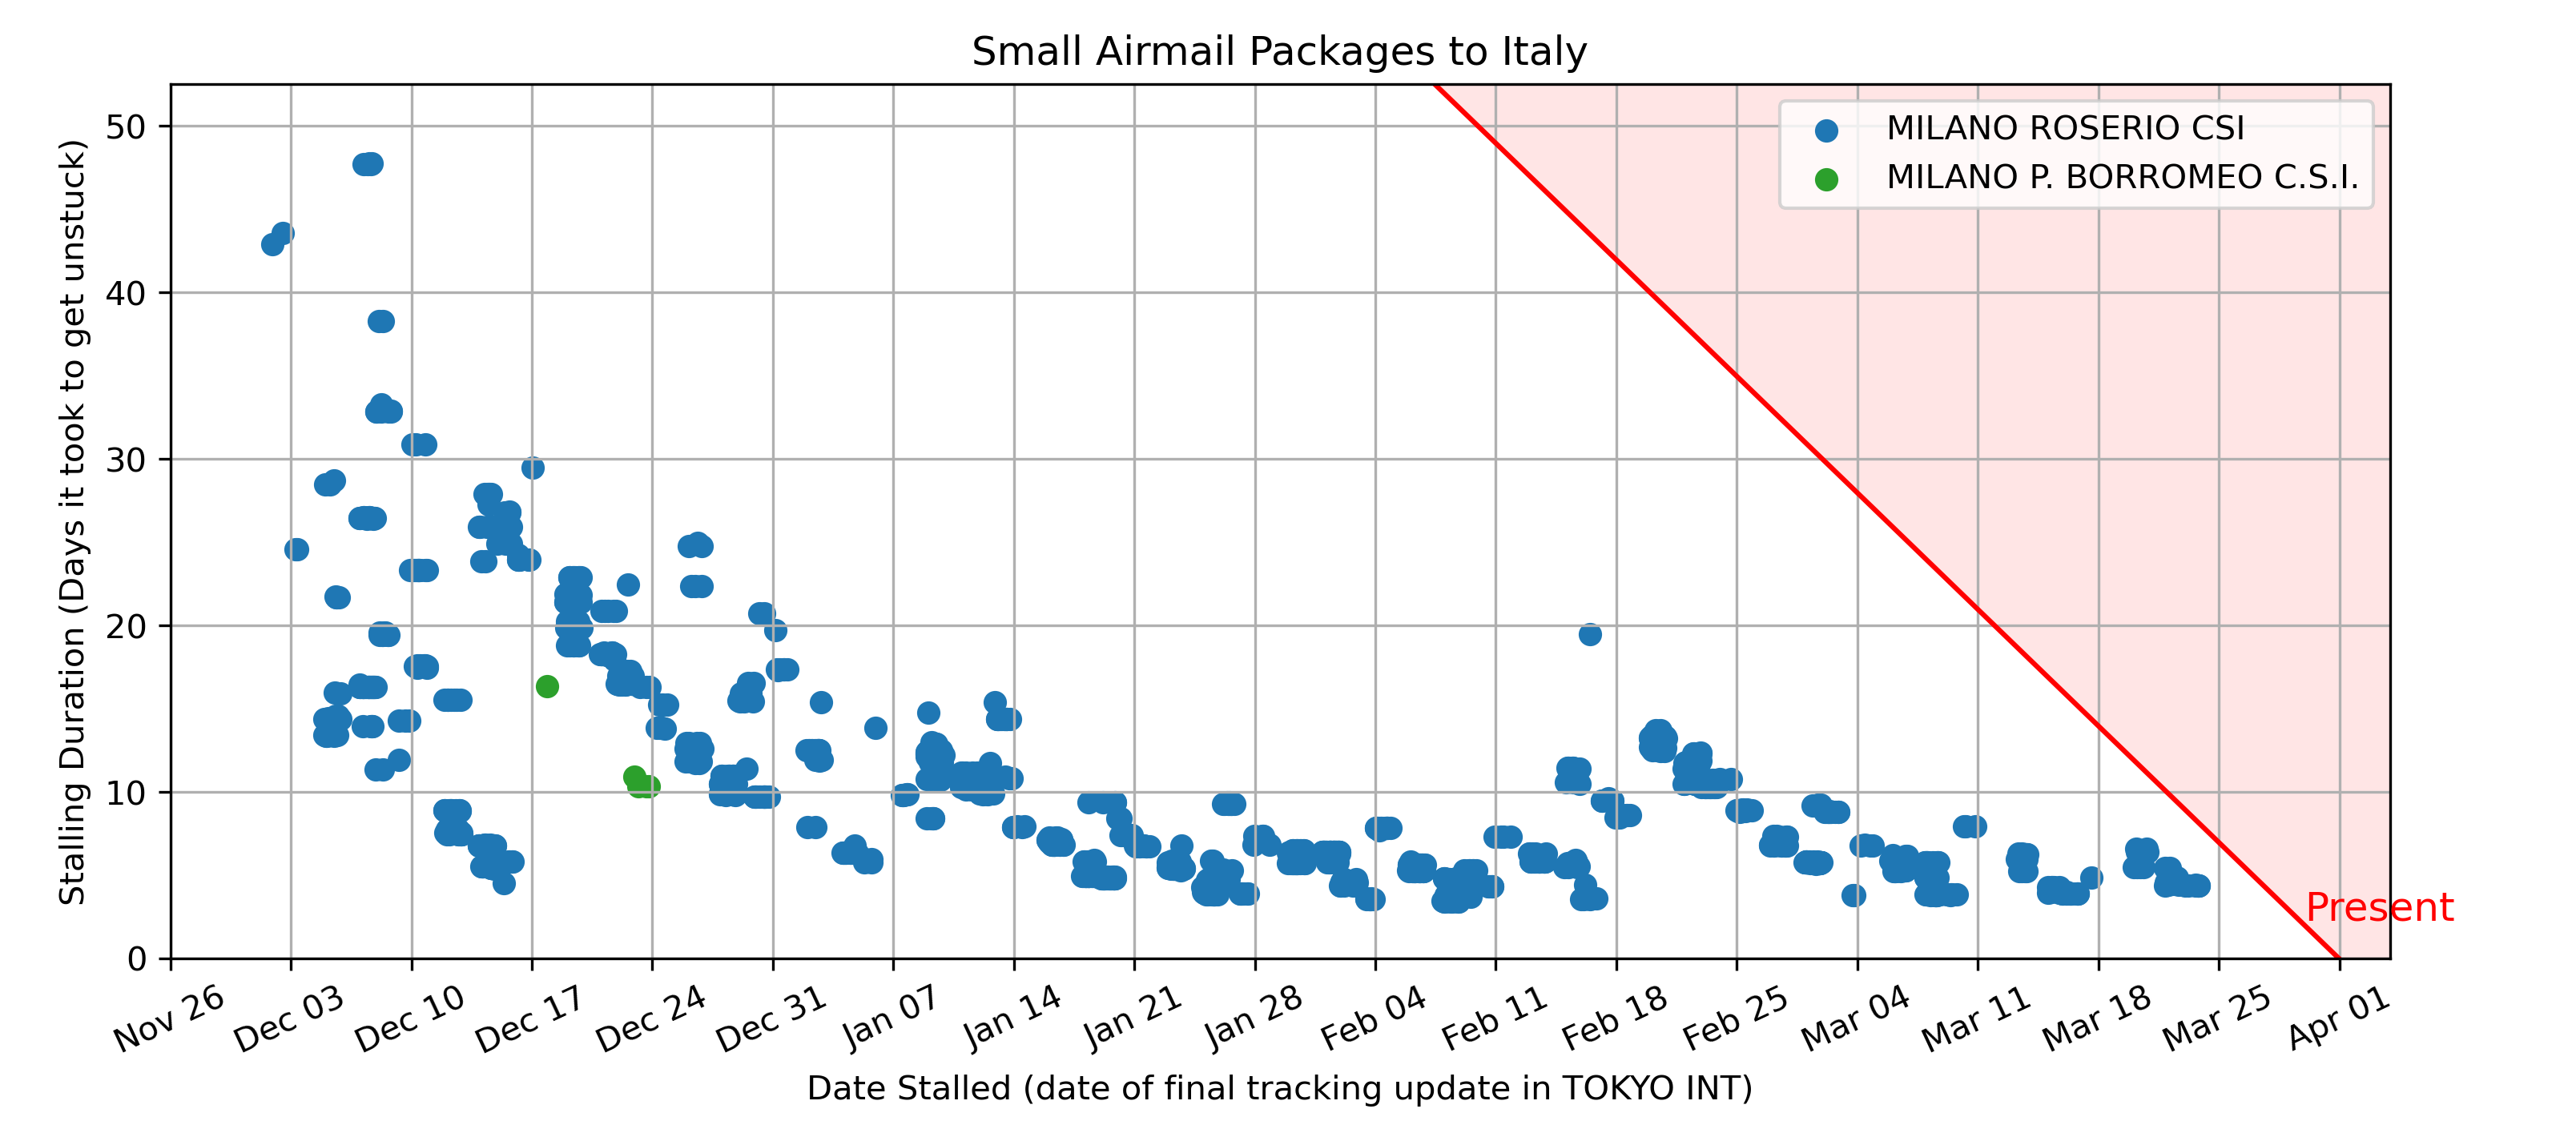 Small Airmail Packages to Italy
Stalling Duration (Days it took to get unstuck)
50
40
30
20
10
0
MILANO ROSERIO CSI
MILANO P. BORROMEO C.S.I.
Present
Nov 26
Dec 03
Dec 10
Dec 17
Dec 24
Dec 31
Jan 07
Jan 14
Jan 21
Jan 28
Feb 04
Feb 11
Feb 18
Feb 25
Mar 04
Mar 11
Mar 18
Mar 25
Apr 01
Date Stalled (date of final tracking update in TOKYO INT)